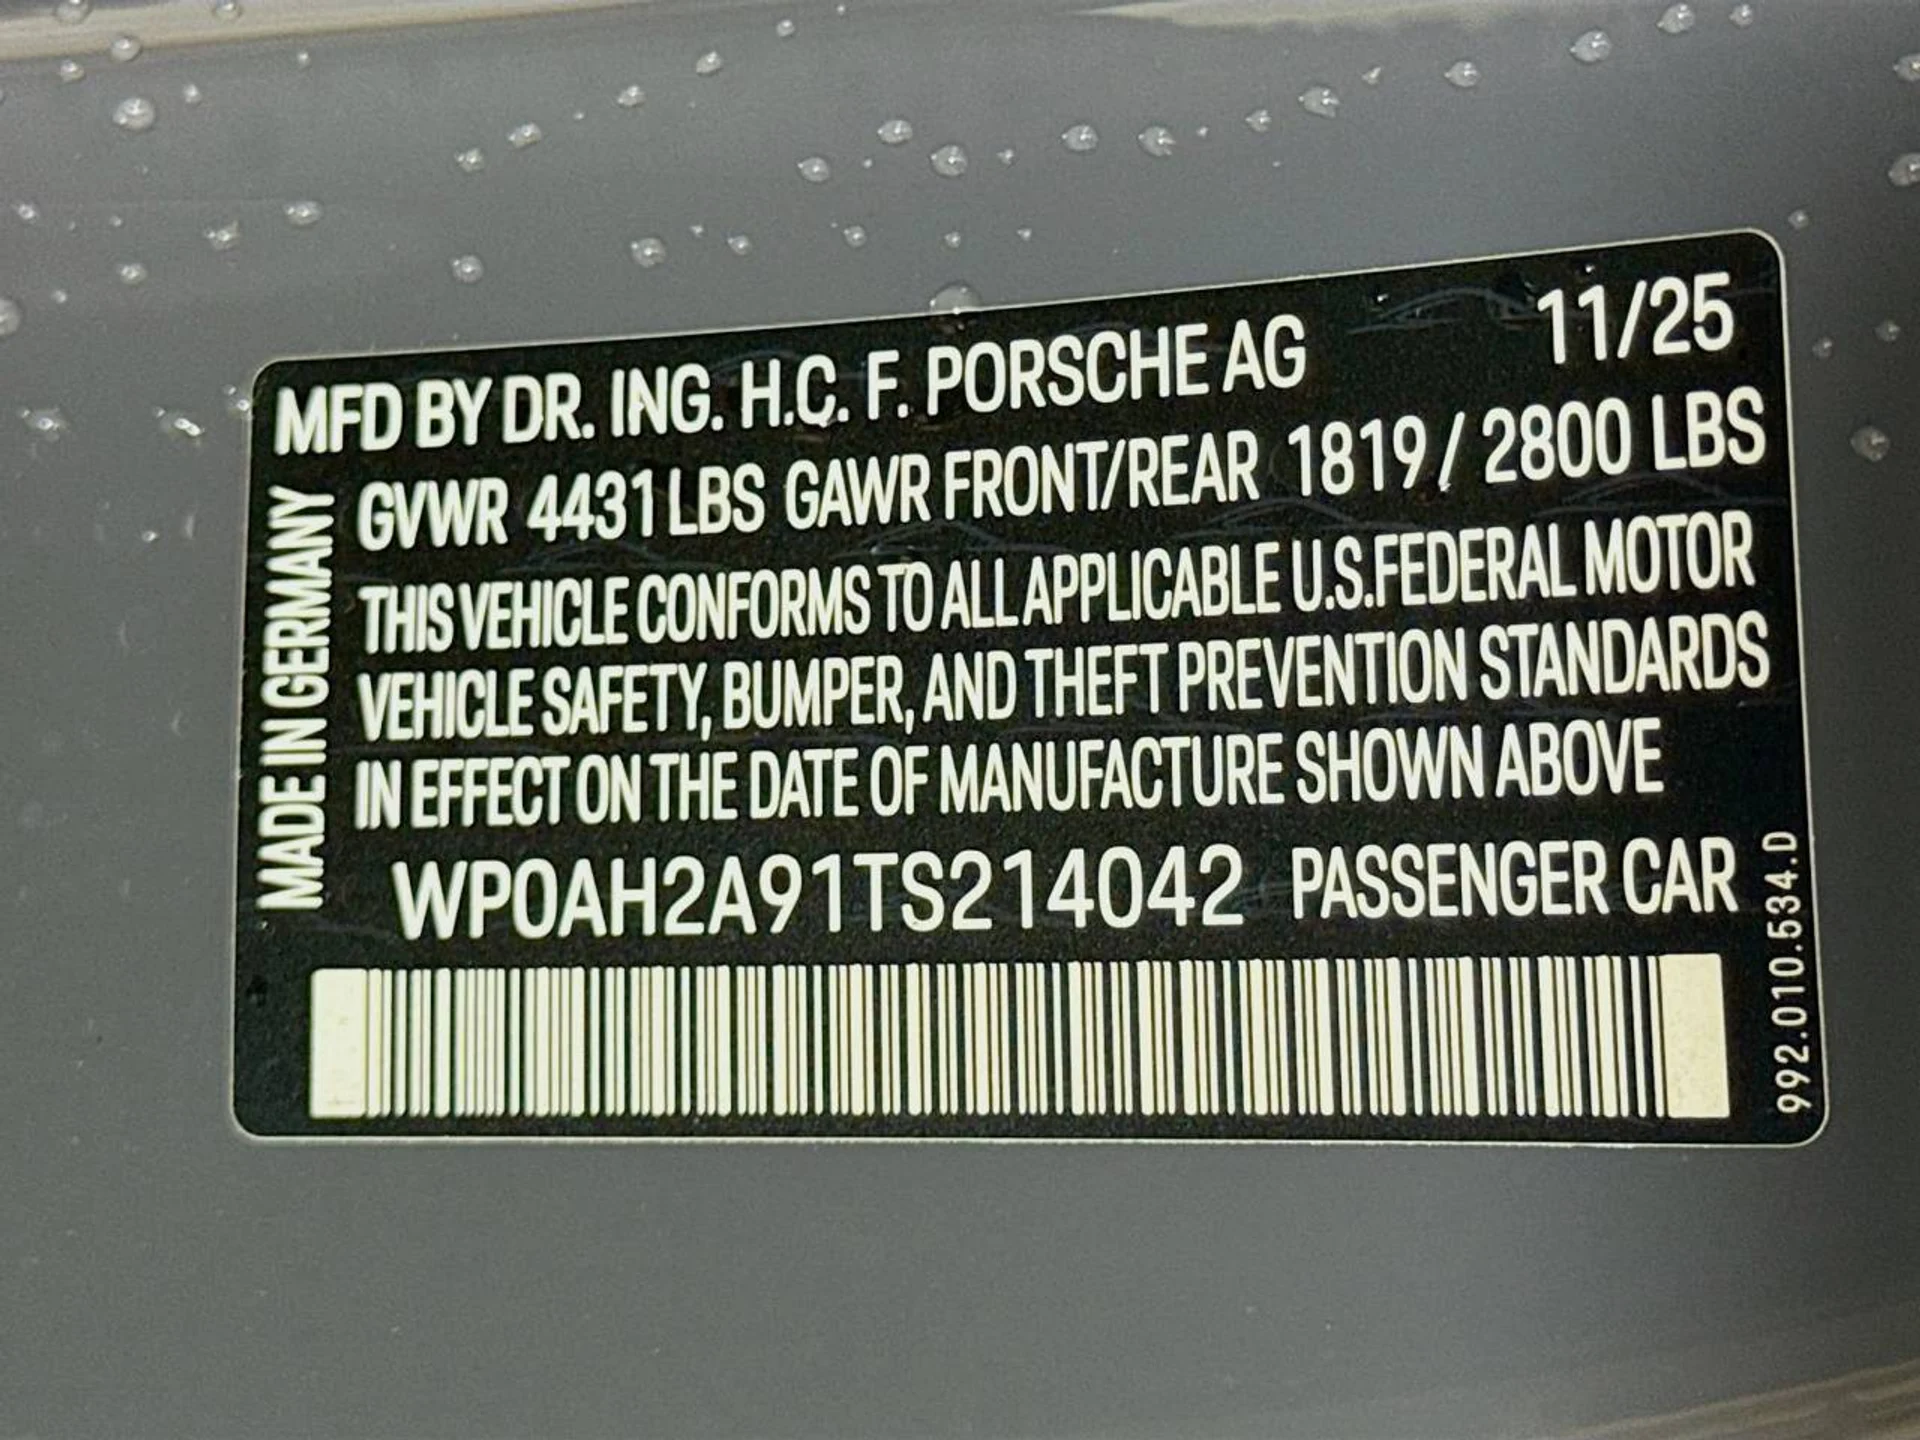 MFD BY DR. ING. H.C. F. PORSCHE AG 11/25
GVWR 4431 LBS GAWR FRONT/REAR 1819 / 2800 LBS
THIS VEHICLE CONFORMS TO ALL APPLICABLE U.S.FEDERAL MOTOR
VEHICLE SAFETY, BUMPER, AND THEFT PREVENTION STANDARDS
IN EFFECT ON THE DATE OF MANUFACTURE SHOWN ABOVE
WP0AH2A91TS214042 PASSENGER CAR
MADE IN GERMANY
992.010.534.D